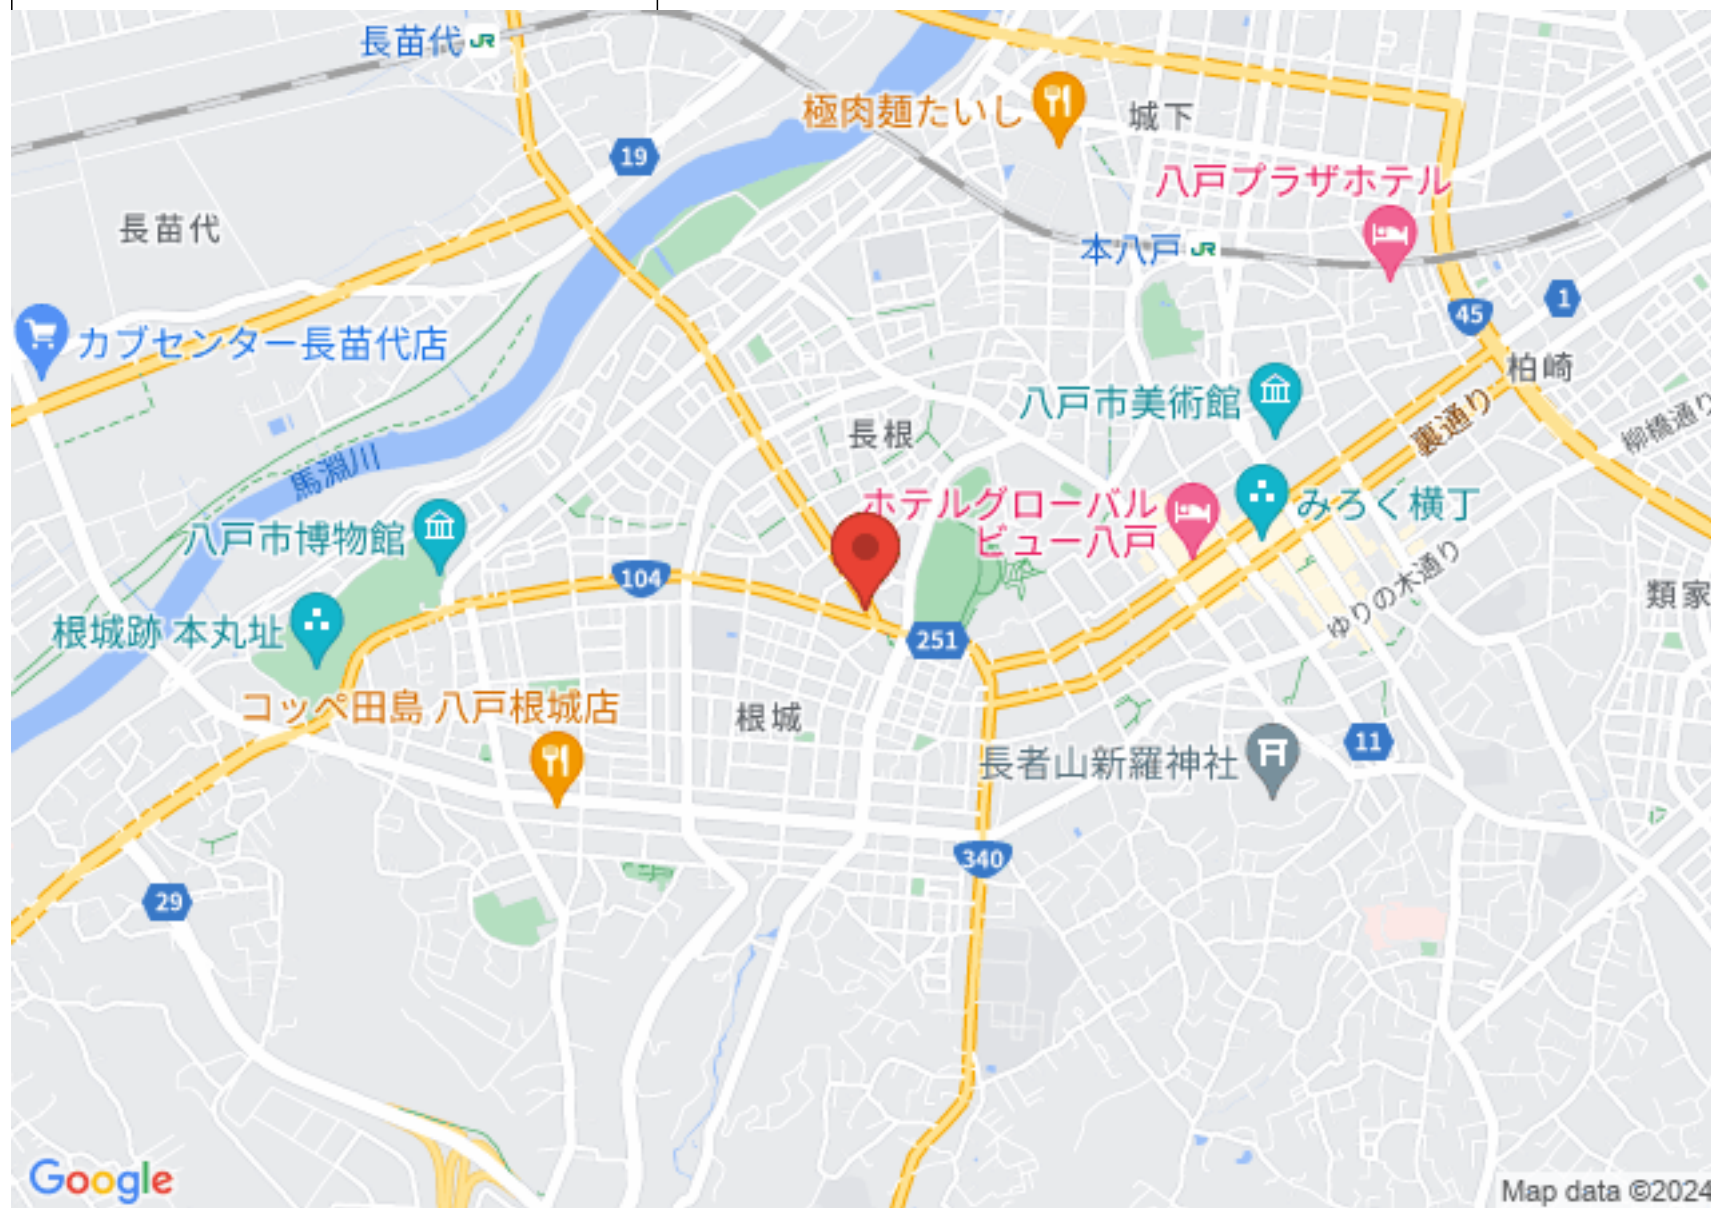 長苗代
JR
極肉麺たいし
城下
19
八戸プラザホテル
長苗代
本八戸
JR
1
45
カブセンター長苗代店
柏崎
八戸市美術館
裏通り
柳橋通り
長根
馬淵川
ホテルグローバル
ビュー八戸
みろく横丁
八戸市博物館
104
ゆりの木通り
類家
根城跡 本丸址
251
コッペ田島 八戸根城店
根城
11
長者山新羅神社
340
29
Google
Map data ©2024